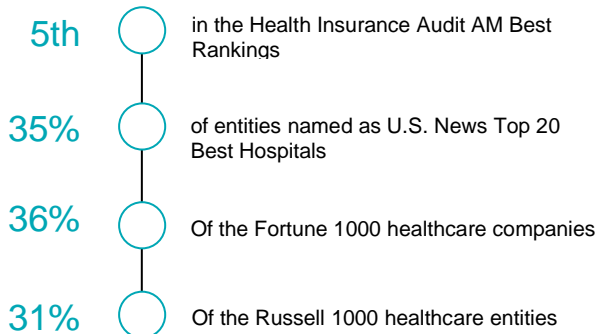 5th
in the Health Insurance Audit AM Best
Rankings
35%
of entities named as U.S. News Top 20
Best Hospitals
36%
Of the Fortune 1000 healthcare companies
31%
Of the Russell 1000 healthcare entities